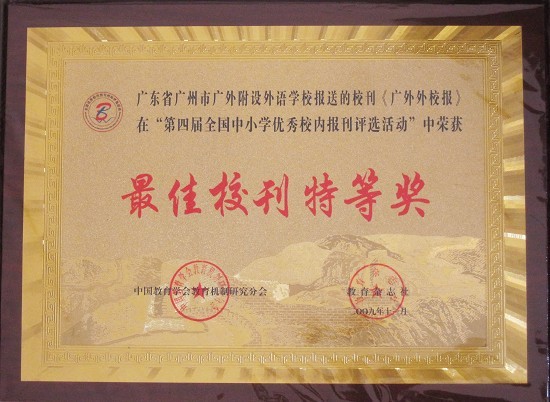 广东省广州市广外附设外语学校报送的校刊《广外外校报》
在“第四届全国中小学优秀校内报刊评选活动”中荣获
最佳校刊特等奖
中国教育学会教育机制研究分会
教育 志社
二〇〇九年十 月